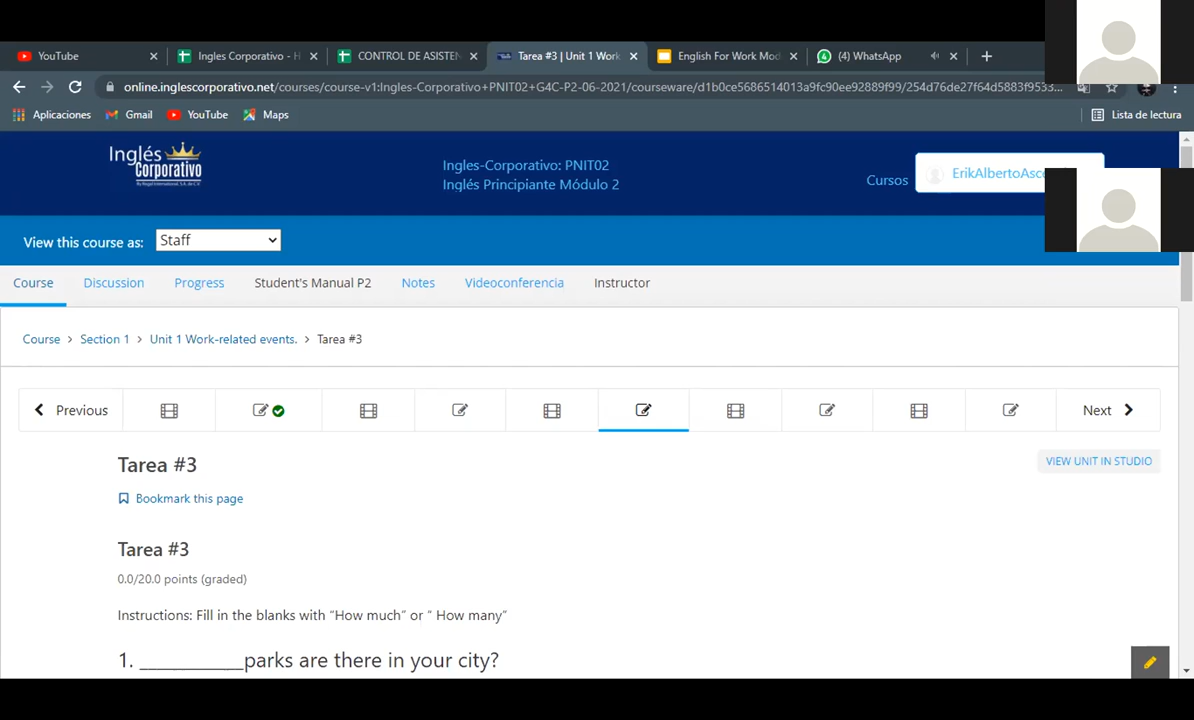 YouTube
Ingles Corporativo - H
CONTROL DE ASISTEN
Tarea #3 | Unit 1 Work
English For Work Mod
(4) WhatsApp
online.inglescorporativo.net/courses/course-v1:Ingles-Corporativo+PNIT02+G4C-P2-06-2021/courseware/d1b0ce5686514013a9fc90ee92889f99/254d76de27f64d5883f9533...
Aplicaciones
Gmail
YouTube
Maps
Lista de lectura
Inglés
Corporativo
Ingles-Corporativo: PNIT02
Inglés Principiante Módulo 2
Cursos
ErikAlbertoAsce
View this course as:
Staff
Course
Discussion
Progress
Student's Manual P2
Notes
Videoconferencia
Instructor
Course > Section 1 > Unit 1 Work-related events. > Tarea #3
Previous
Next
Tarea #3
VIEW UNIT IN STUDIO
Bookmark this page
Tarea #3
0.0/20.0 points (graded)
Instructions: Fill in the blanks with “How much” or “ How many”
1. ___________parks are there in your city?